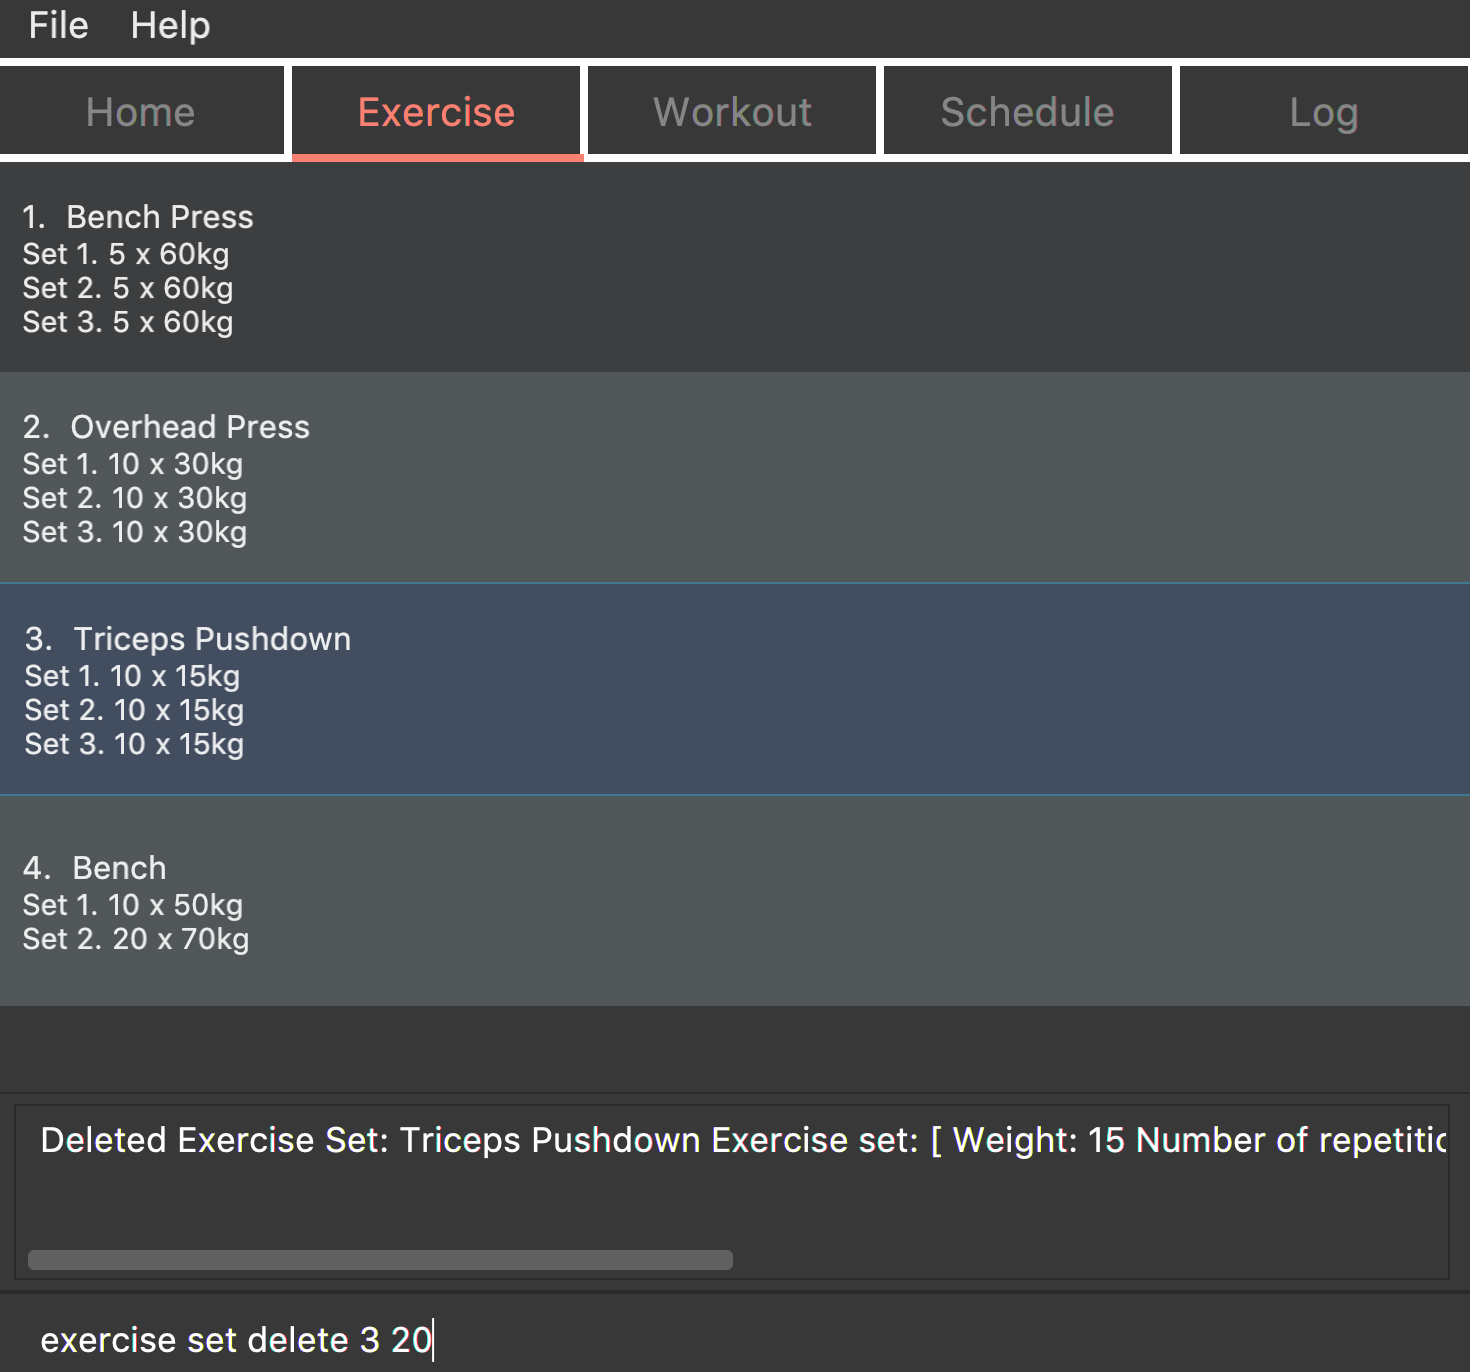 File Help
Home Exercise Workout Schedule Log
1. Bench Press
Set 1. 5 x 60kg
Set 2. 5 x 60kg
Set 3. 5 x 60kg
2. Overhead Press
Set 1. 10 x 30kg
Set 2. 10 x 30kg
Set 3. 10 x 30kg
3. Triceps Pushdown
Set 1. 10 x 15kg
Set 2. 10 x 15kg
Set 3. 10 x 15kg
4. Bench
Set 1. 10 x 50kg
Set 2. 20 x 70kg
Deleted Exercise Set: Triceps Pushdown Exercise set: [ Weight: 15 Number of
exercise set delete 3 20